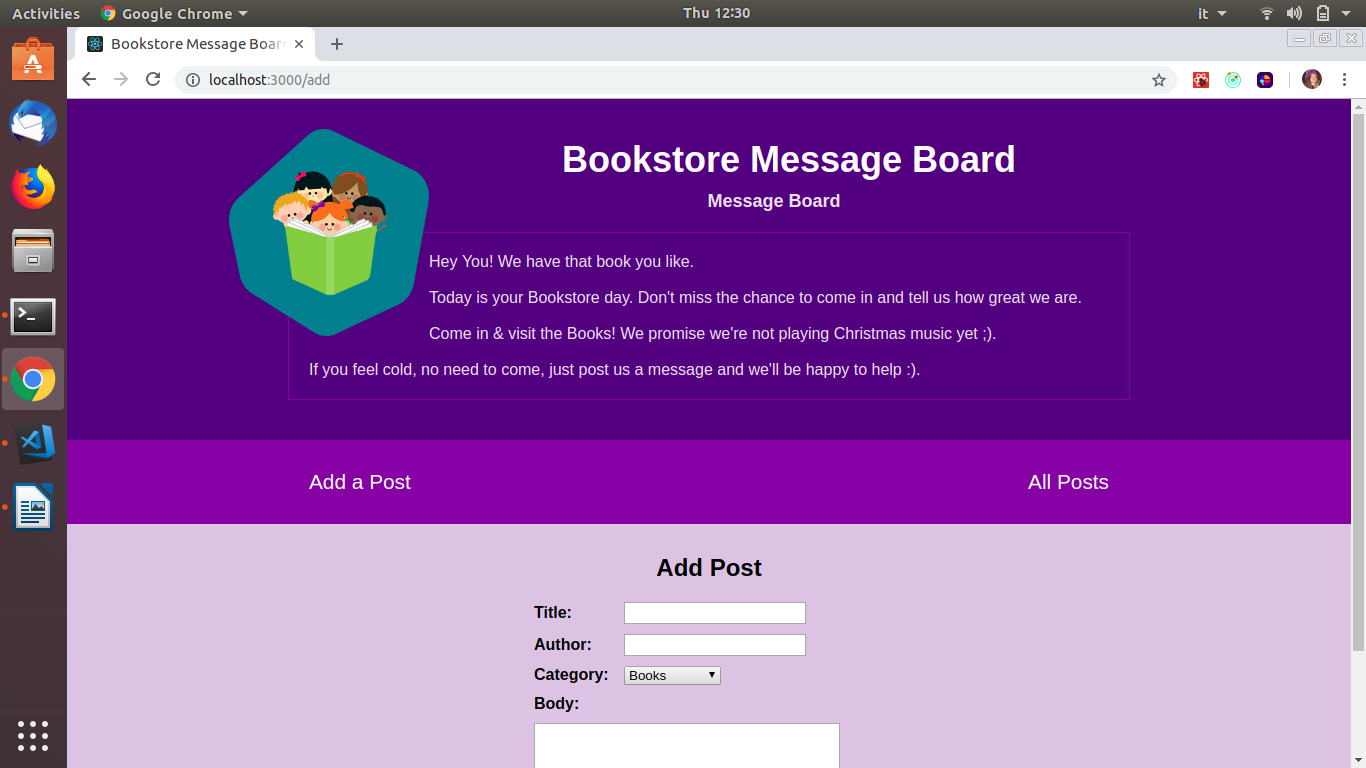 Activities
Google Chrome
Thu 12:30
it
Bookstore Message Boar
localhost:3000/add
Bookstore Message Board
Message Board
Hey You! We have that book you like.
Today is your Bookstore day. Don't miss the chance to come in and tell us how great we are.
Come in & visit the Books! We promise we're not playing Christmas music yet ;).
If you feel cold, no need to come, just post us a message and we'll be happy to help :).
Add a Post
All Posts
Add Post
Title:
Author:
Category:
Books
Body: